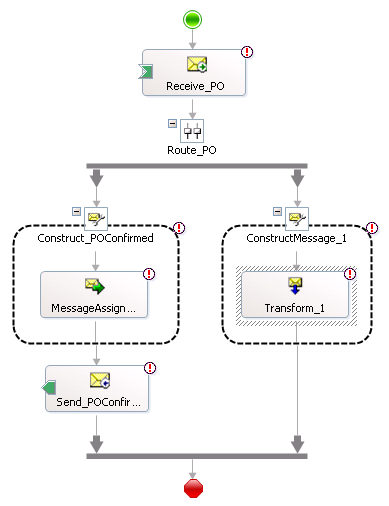 Receive_PO
Route_PO
Construct_POConfirmed
ConstructMessage_1
MessageAssign ...
Transform_1
Send_POConfir ...